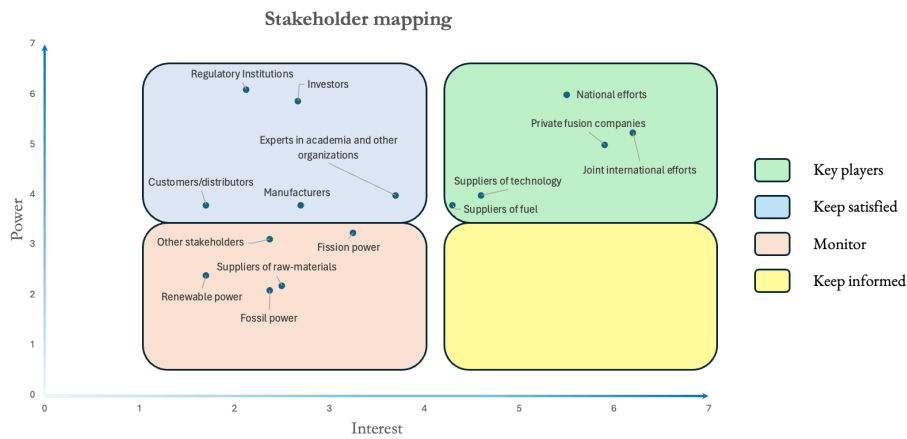 Stakeholder mapping
7
6
5
4
3
2
1
0
Power
Regulatory Institutions
Investors
Experts in academia and other
organizations
Customers/distributors
Manufacturers
National efforts
Private fusion companies
Joint international efforts
Suppliers of technology
Suppliers of fuel
Other stakeholders
Fission power
Suppliers of raw-materials
Renewable power
Fossil power
Key players
Keep satisfied
Monitor
Keep informed
0 1 2 3 4 5 6 7
Interest